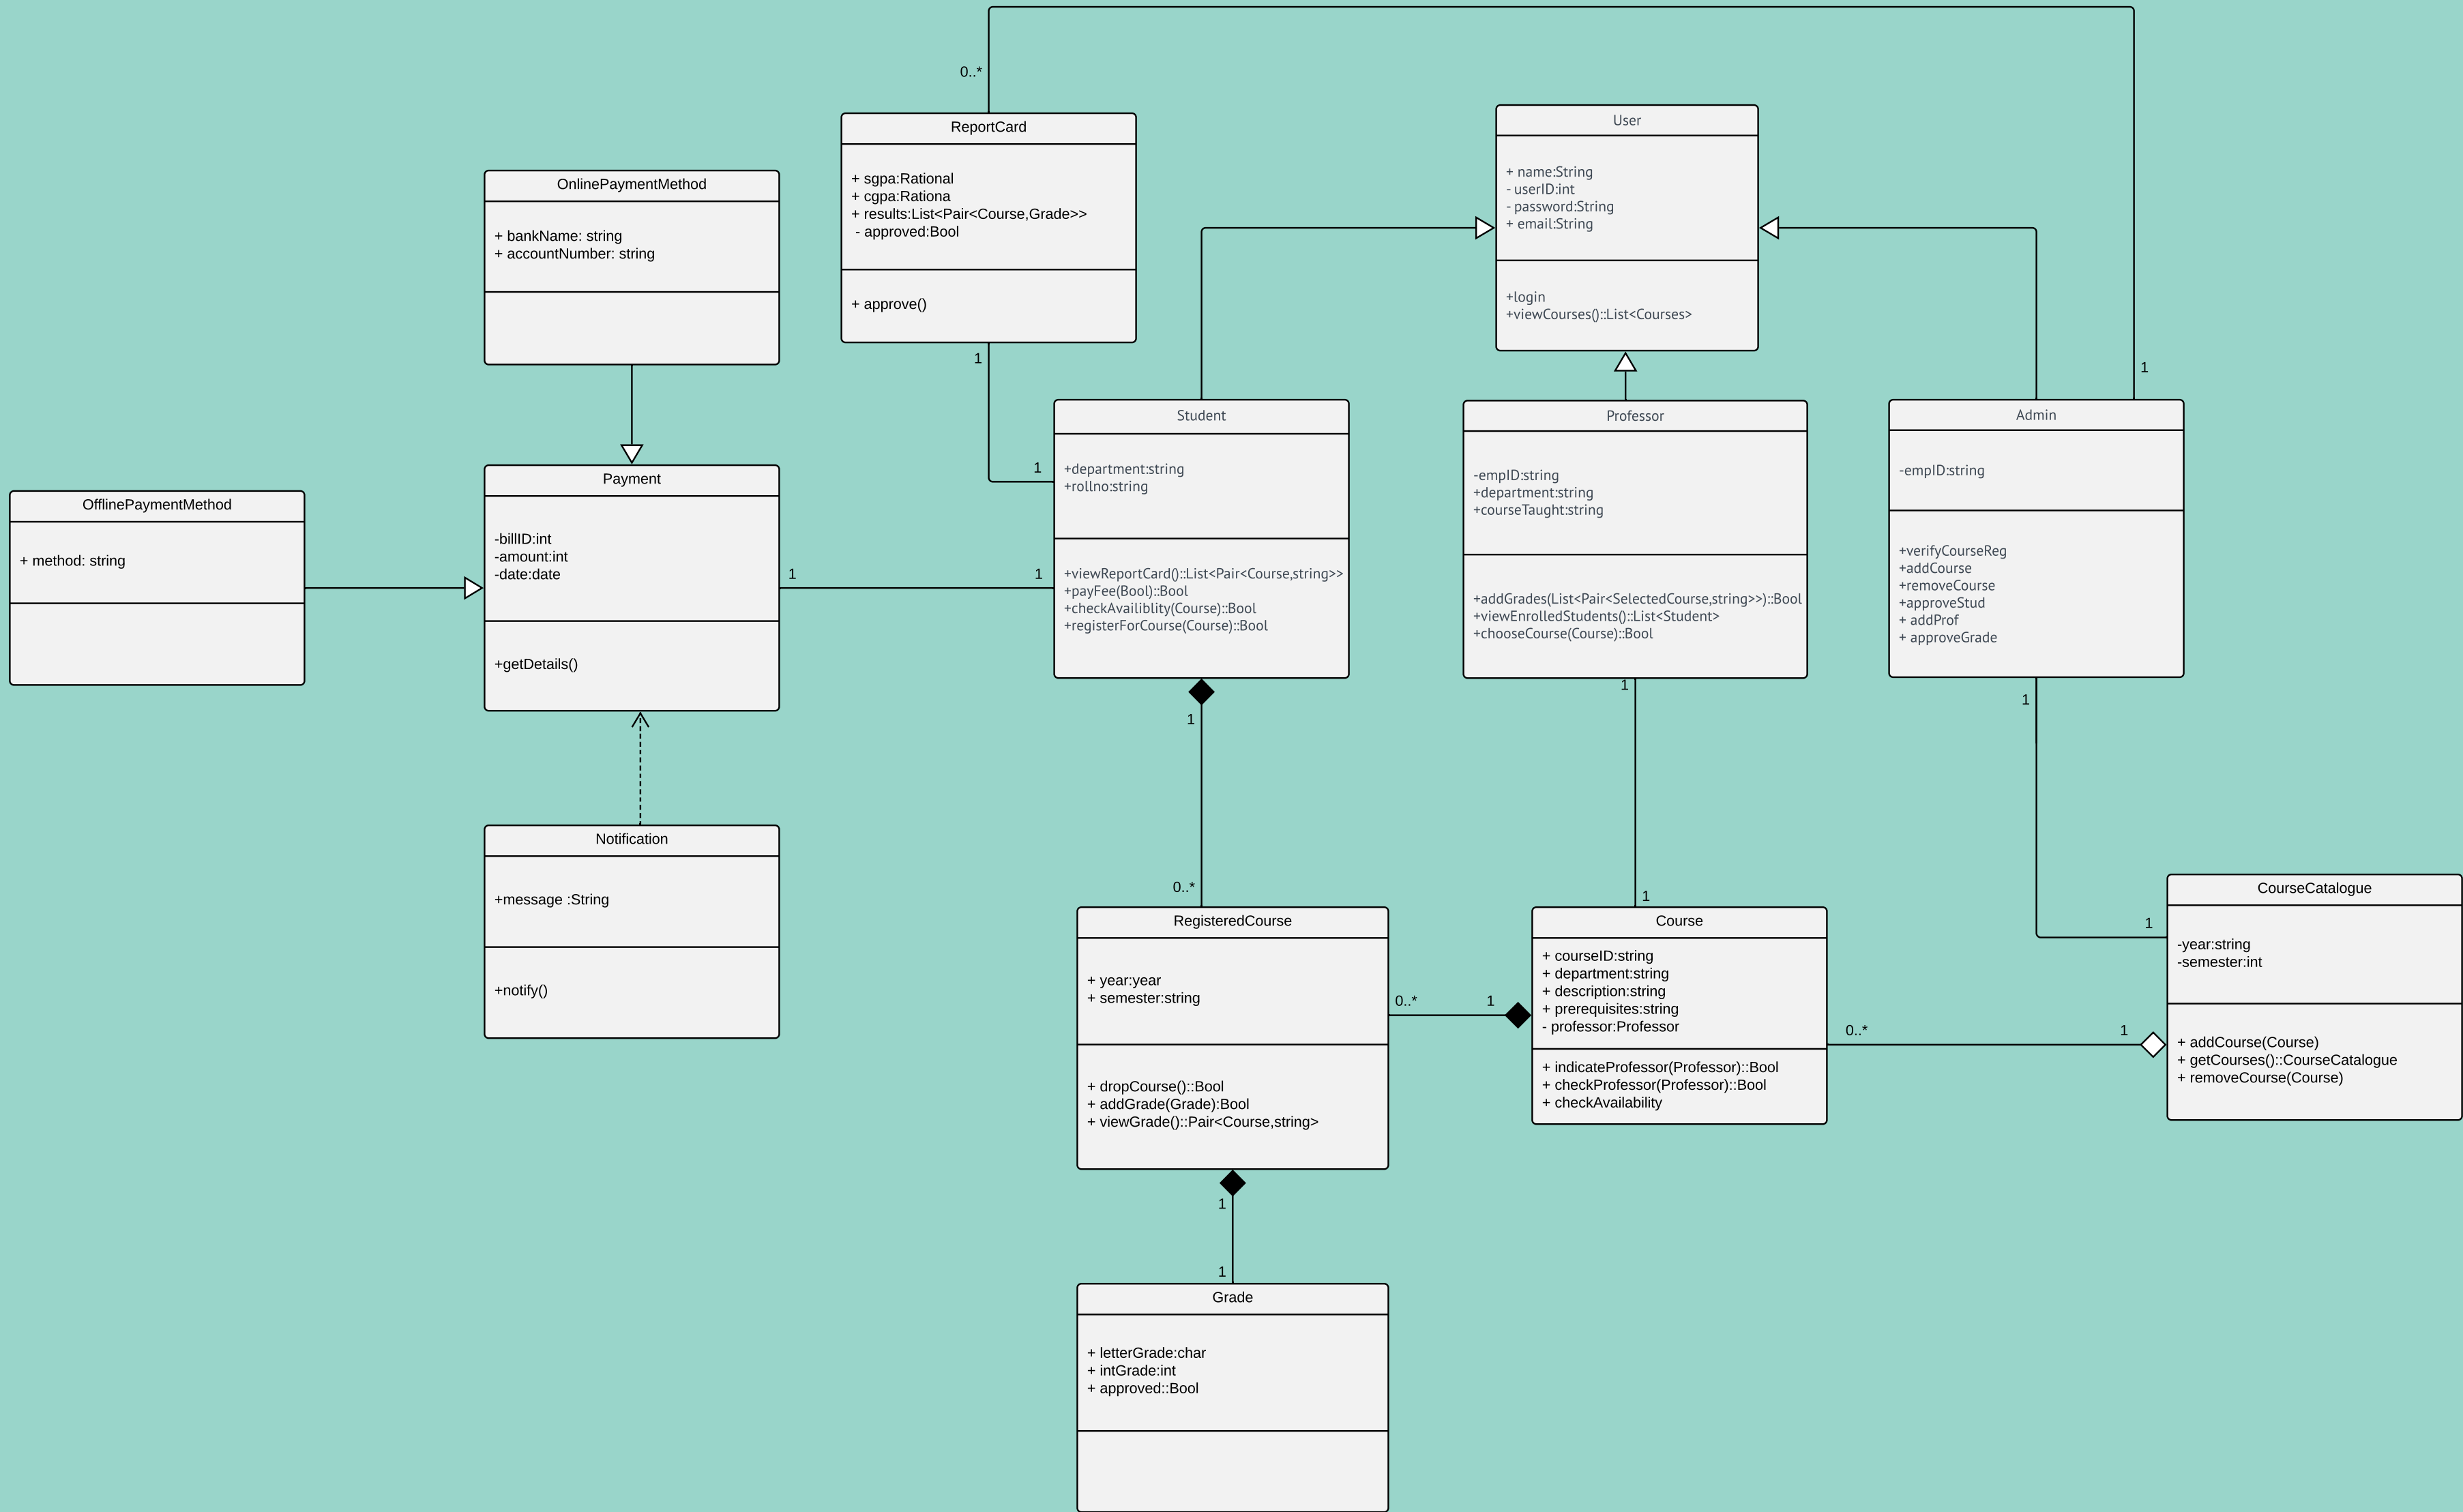 0..*
ReportCard
+ sgpa:Rational
+ cgpa:Rationa
+ results:List<Pair<Course,Grade>>
- approved:Bool
+ approve()
1
User
+ name:String
- userID:int
- password:String
+ email:String
+login
+viewCourses()::List<Courses>
1
OnlinePaymentMethod
+ bankName: string
+ accountNumber: string
OfflinePaymentMethod
+ method: string
Payment
-billID:int
-amount:int
-date:date
+getDetails()
1
1
1
Student
+department:string
+rollno:string
+viewReportCard()::List<Pair<Course,string>>
+payFee(Bool)::Bool
+checkAvailiblity(Course)::Bool
+registerForCourse(Course)::Bool
1
Professor
-empID:string
+department:string
+courseTaught:string
+addGrades(List<Pair<SelectedCourse,string>>)::Bool
+viewEnrolledStudents()::List<Student>
+chooseCourse(Course)::Bool
1
Admin
-empID:string
+verifyCourseReg
+addCourse
+removeCourse
+approveStud
+ addProf
+ approveGrade
1
Notification
+message :String
+notify()
0..*
RegisteredCourse
+ year:year
+ semester:string
+ dropCourse()::Bool
+ addGrade(Grade):Bool
+ viewGrade()::Pair<Course,string>
0..*
1
1
Course
+ courseID:string
+ department:string
+ description:string
+ prerequisites:string
- professor:Professor
+ indicateProfessor(Professor)::Bool
+ checkProfessor(Professor)::Bool
+ checkAvailability
0..*
1
1
CourseCatalogue
-year:string
-semester:int
+ addCourse(Course)
+ getCourses()::CourseCatalogue
+ removeCourse(Course)
1
1
Grade
+ letterGrade:char
+ intGrade:int
+ approved::Bool